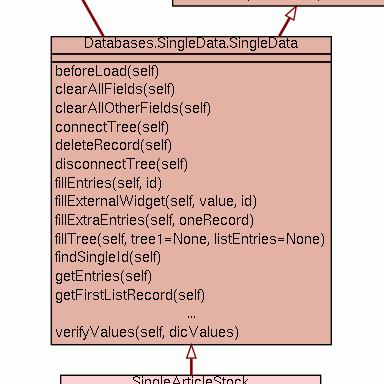 Databases.SingleData.SingleData
beforeLoad(self)
clearAllFields(self)
clearAllOtherFields(self)
connectTree(self)
deleteRecord(self)
disconnectTree(self)
fillEntries(self, id)
fillExternalWidget(self, value, id)
fillExtraEntries(self, oneRecord)
fillTree(self, tree1=None, listEntries=None)
findSingleId(self)
getEntries(self)
getFirstListRecord(self)
...
verifyValues(self, dicValues)
SingleArticleStock